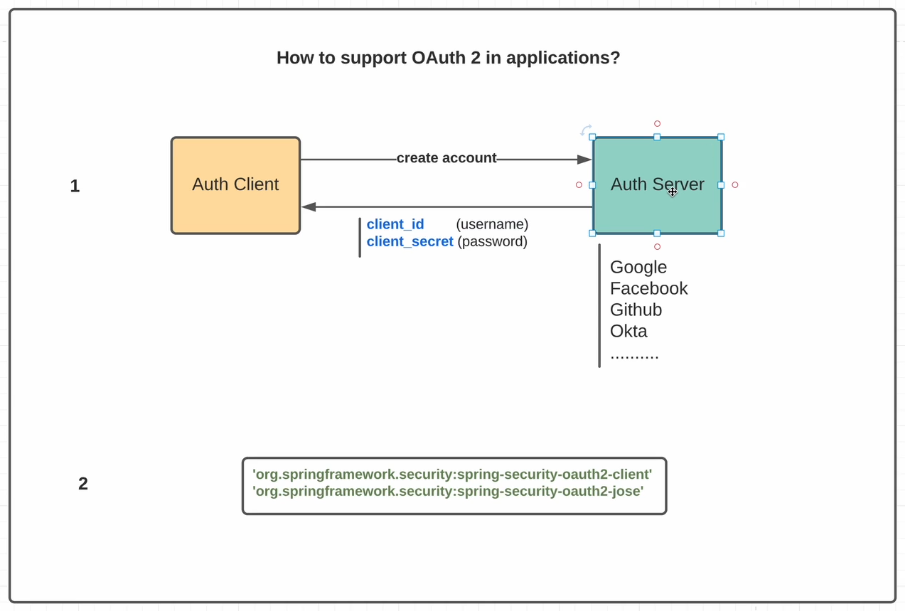 How to support OAuth 2 in applications?
1
Auth Client
create account
Auth Server
client_id (username)
client_secret (password)
Google
Facebook
Github
Okta
..........
2
'org.springframework.security:spring-security-oauth2-client'
'org.springframework.security:spring-security-oauth2-jose'